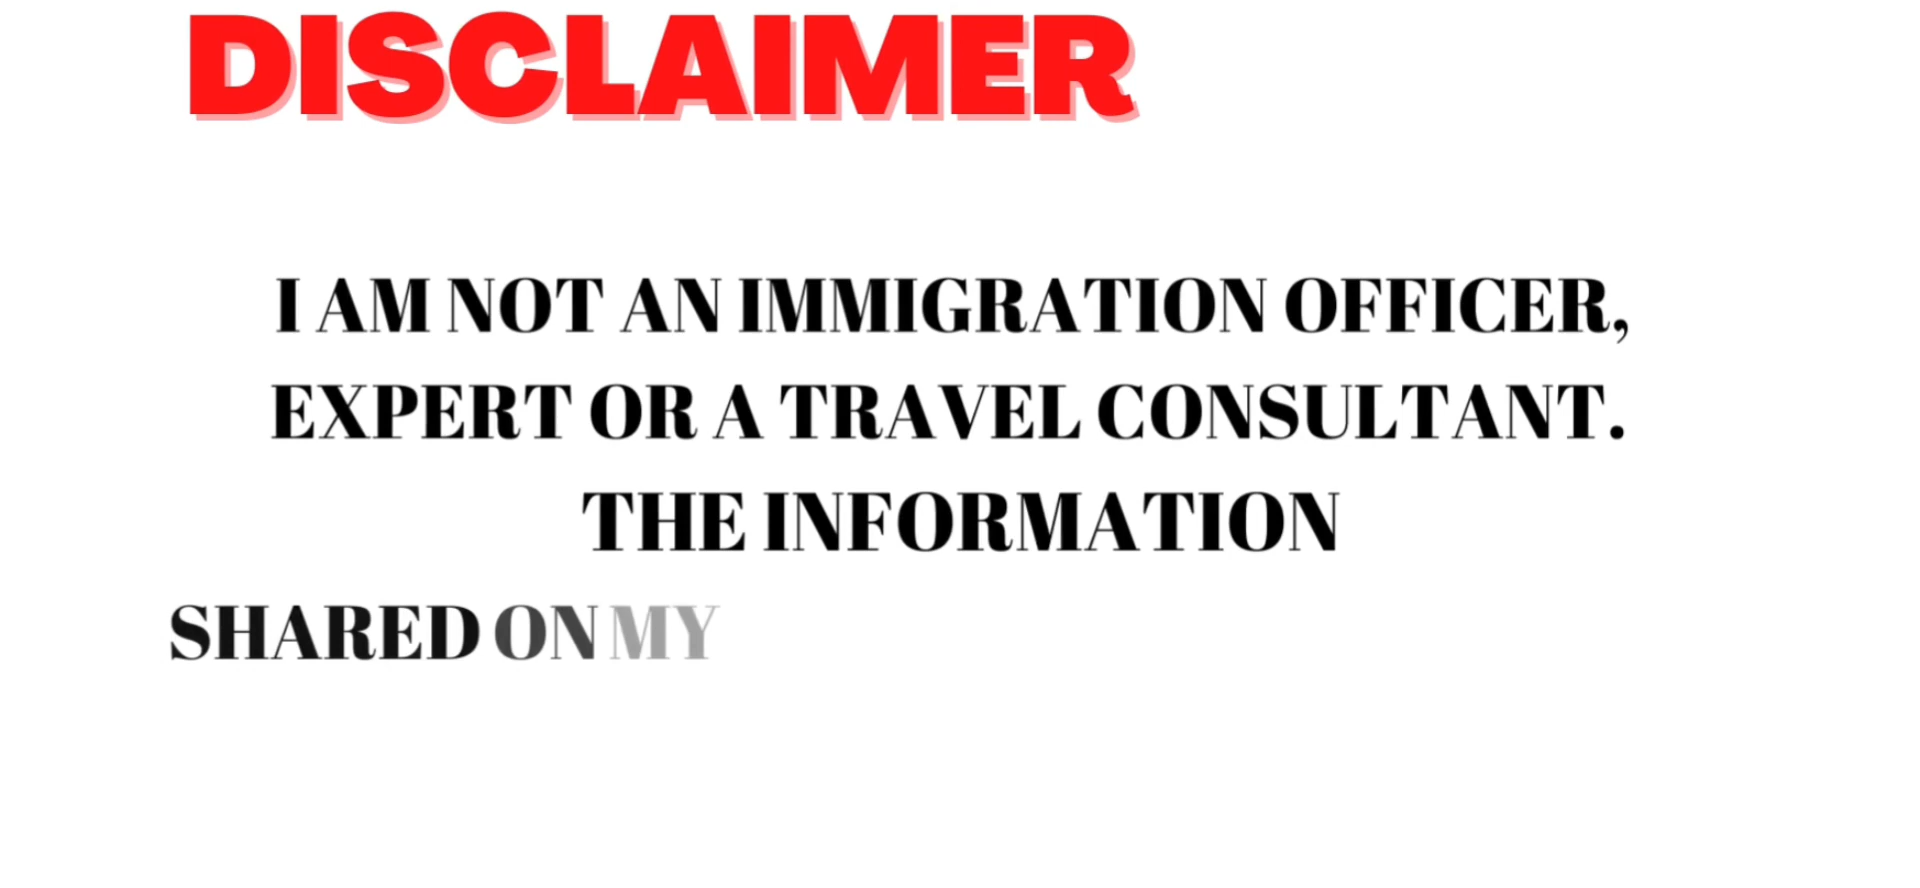 DISCLAIMER
I AM NOT AN IMMIGRATION OFFICER,
EXPERT OR A TRAVEL CONSULTANT.
THE INFORMATION
SHARED ON MY